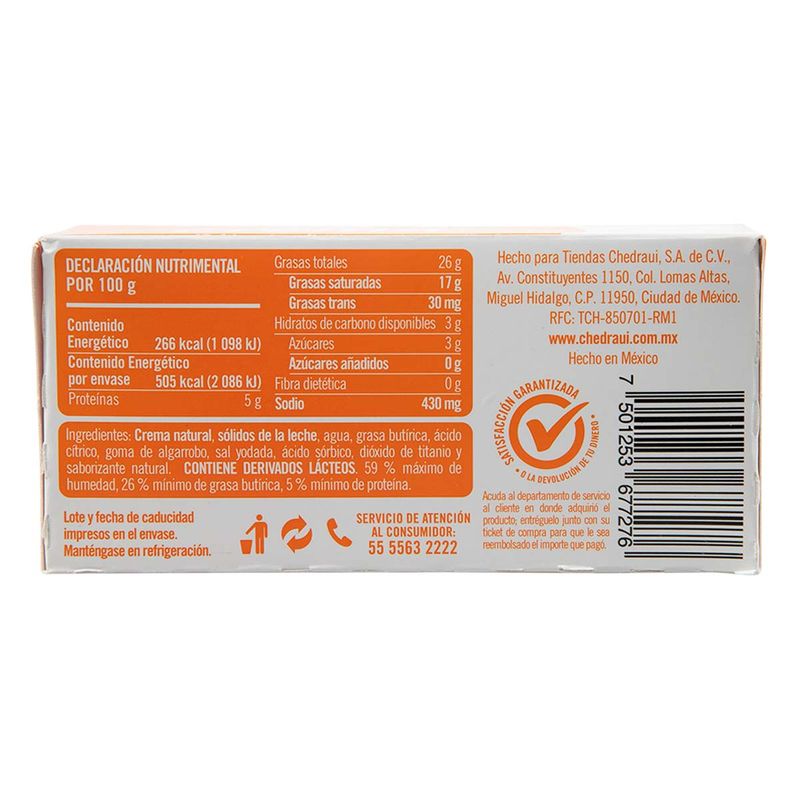 DECLARACIÓN NUTRIMENTAL
POR 100 g
Contenido
Energético 266 kcal (1 098 kJ)
Contenido Energético
por envase 505 kcal (2 086 kJ)
Proteínas 5 g
Grasas totales 26 g
Grasas saturadas 17 g
Grasas trans 30 mg
Hidratos de carbono disponibles 3 g
Azúcares 3 g
Azúcares añadidos 0 g
Fibra dietética 0 g
Sodio 430 mg
Ingredientes: Crema natural, sólidos de la leche, agua, grasa butírica, ácido
cítrico, goma de algarrobo, sal yodada, ácido sórbico, dióxido de titanio y
saborizante natural. CONTIENE DERIVADOS LÁCTEOS. 59 % máximo de
humedad, 26 % mínimo de grasa butírica, 5 % mínimo de proteína.
Lote y fecha de caducidad
impresos en el envase.
Manténgase en refrigeración.
SERVICIO DE ATENCIÓN
AL CONSUMIDOR:
55 5563 2222
Hecho para Tiendas Chedraui, S.A. de C.V.,
Av. Constituyentes 1150, Col. Lomas Altas,
Miguel Hidalgo, C.P. 11950, Ciudad de México.
RFC: TCH-850701-RM1
www.chedraui.com.mx
Hecho en México
SATISFACCIÓN GARANTIZADA
• O LA DEVOLUCIÓN DE TU DINERO •
Acuda al departamento de servicio
al cliente en donde adquirió el
producto; entréguelo junto con su
ticket de compra para que le sea
reembolsado el importe que pagó.
7 501253 677276